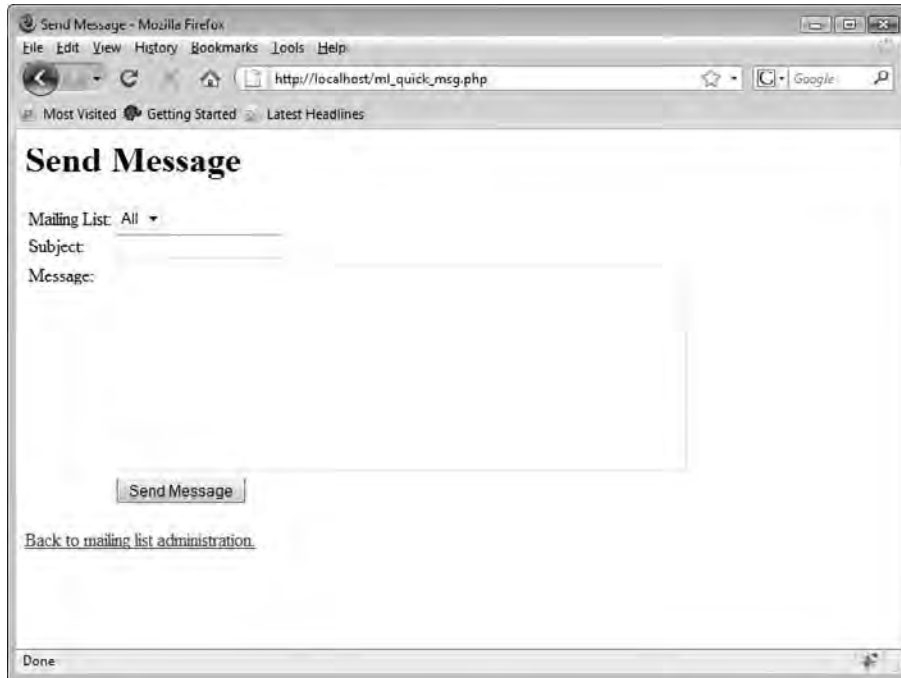 Send Message - Mozilla Firefox
File Edit View History Bookmarks Tools Help
http://localhost/ml_quick_msg.php
Google
Most Visited Getting Started Latest Headlines
Send Message
Mailing List: All
Subject:
Message:
Send Message
Back to mailing list administration.
Done